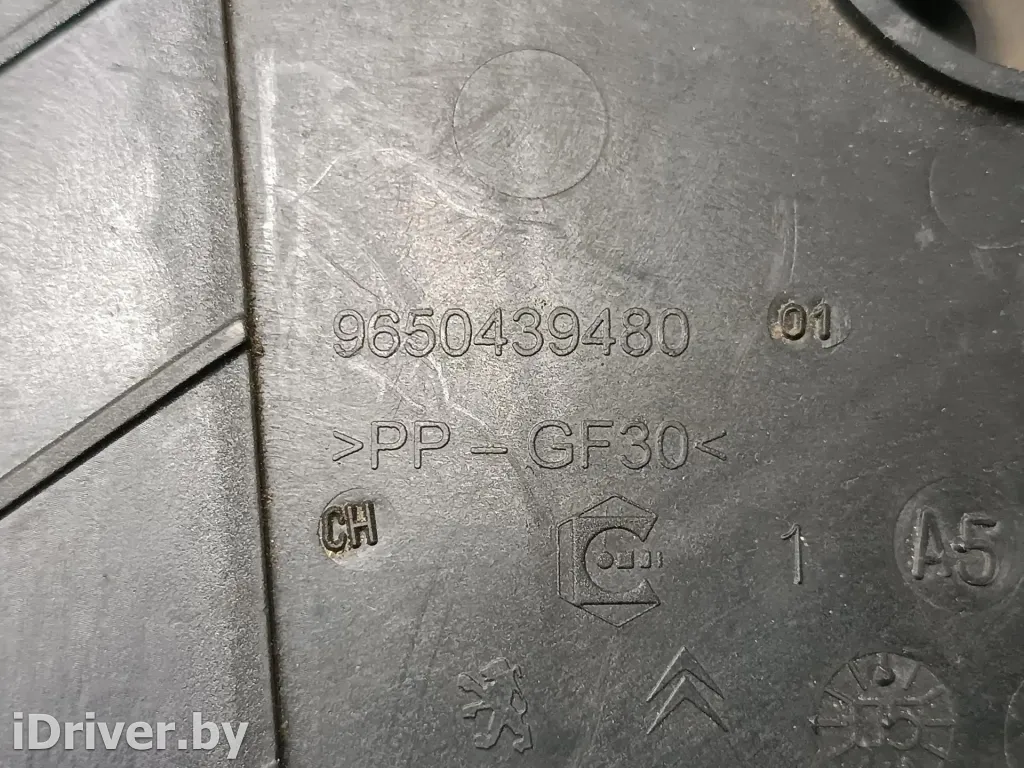 9650439480 01
>PP-GF30<
CH
1 A5
iDriver.by